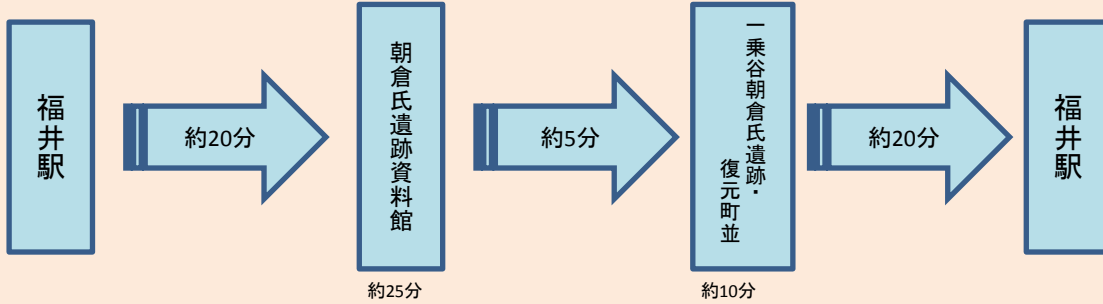 福井駅
約20分
朝倉氏遺跡資料館
約25分
約5分
一乗谷朝倉氏遺跡・
復元町並
約10分
約20分
福井駅